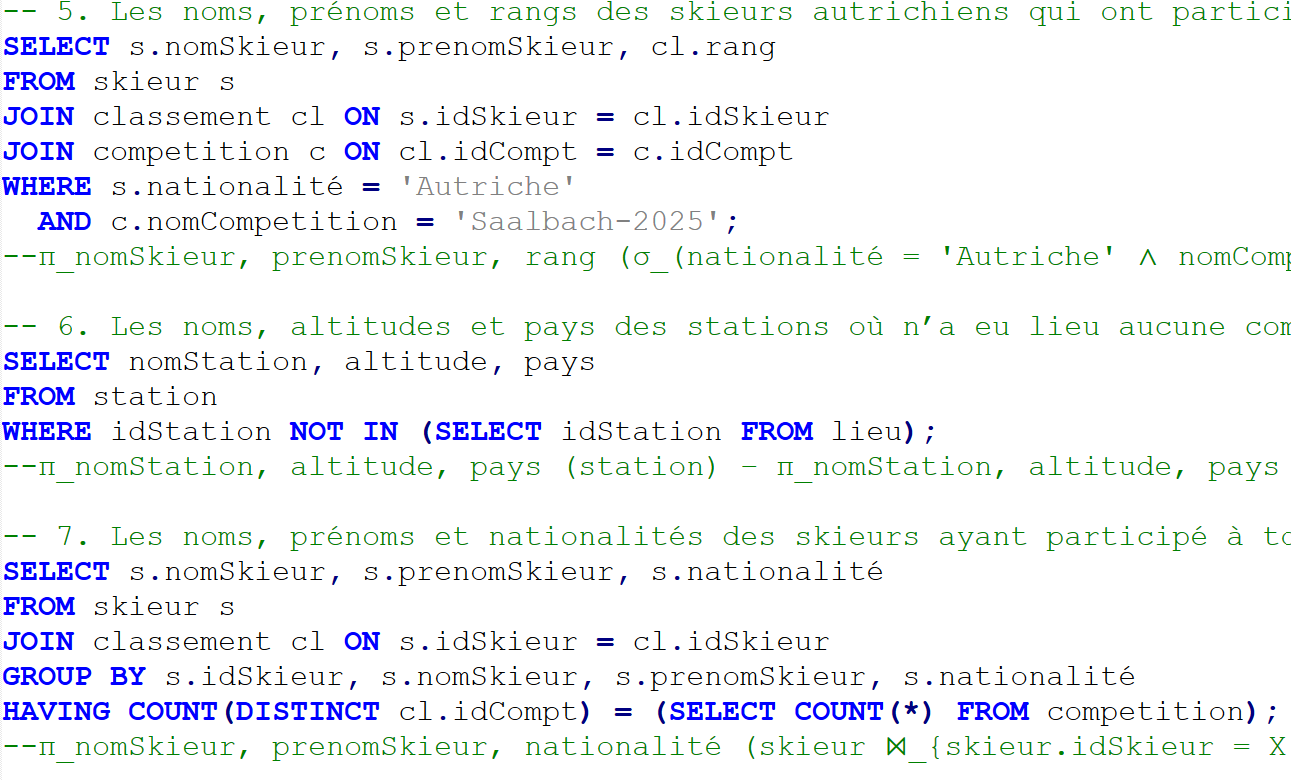 -- 5. Les noms, prénoms et rangs des skieurs autrichiens qui ont partici
SELECT s.nomSkieur, s.prenomSkieur, cl.rang
FROM skieur s
JOIN classement cl ON s.idSkieur = cl.idSkieur
JOIN competition c ON cl.idCompt = c.idCompt
WHERE s.nationalité = 'Autriche'
  AND c.nomCompetition = 'Saalbach-2025';
--π_nomSkieur, prenomSkieur, rang (σ_(nationalité = 'Autriche' ∧ nomComp
-- 6. Les noms, altitudes et pays des stations où n’a eu lieu aucune com
SELECT nomStation, altitude, pays
FROM station
WHERE idStation NOT IN (SELECT idStation FROM lieu);
--π_nomStation, altitude, pays (station) − π_nomStation, altitude, pays
-- 7. Les noms, prénoms et nationalités des skieurs ayant participé à to
SELECT s.nomSkieur, s.prenomSkieur, s.nationalité
FROM skieur s
JOIN classement cl ON s.idSkieur = cl.idSkieur
GROUP BY s.idSkieur, s.nomSkieur, s.prenomSkieur, s.nationalité
HAVING COUNT(DISTINCT cl.idCompt) = (SELECT COUNT(*) FROM competition);
--π_nomSkieur, prenomSkieur, nationalité (skieur ⋈_{skieur.idSkieur = X